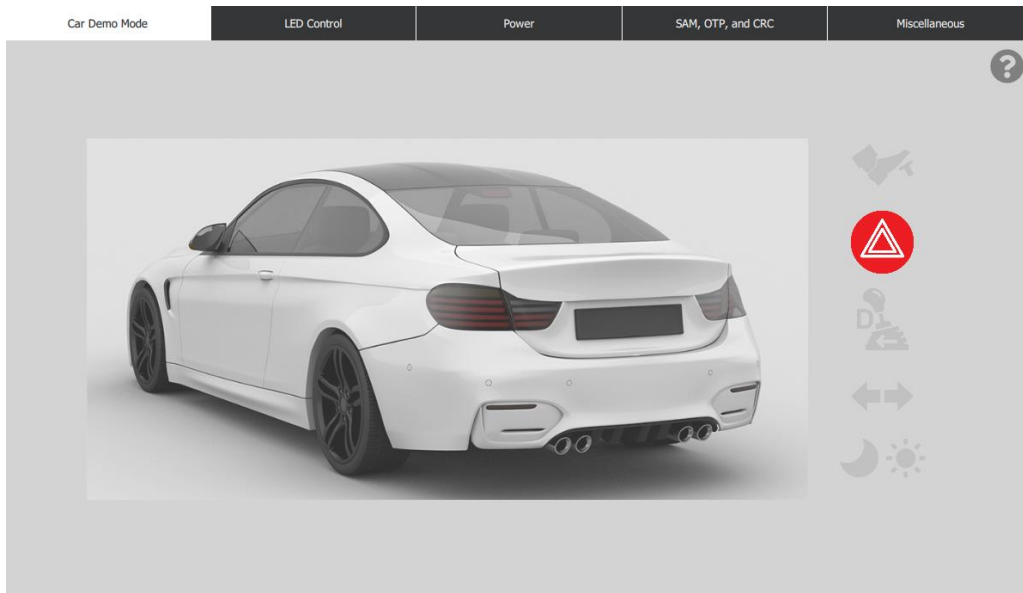 Car Demo Mode
LED Control
Power
SAM, OTP, and CRC
Miscellaneous
?
D